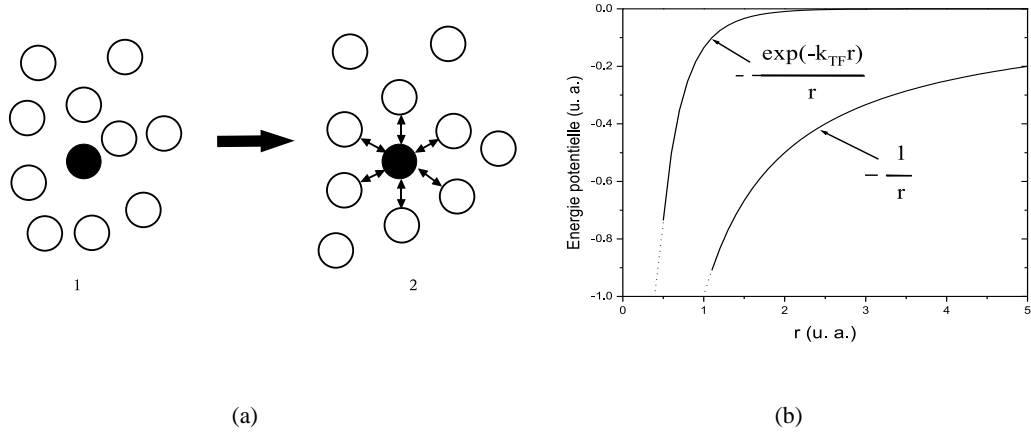 1
2
(a)
0.0
-0.2
-0.4
-0.6
-0.8
-1.0
Energie potentielle (u. a.)
exp(-k_TF r)
r
1
r
0
1
2
3
4
5
r (u. a.)
(b)